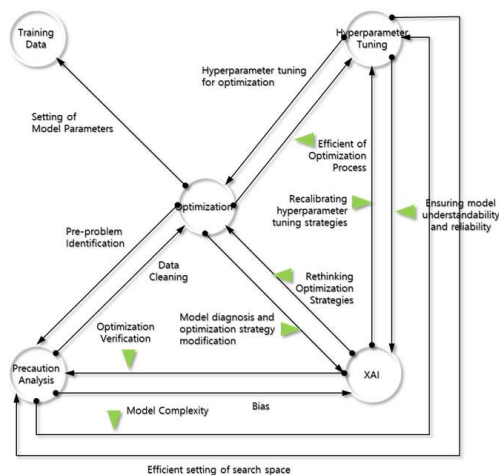 Training
Data
Hyperparameter
Tuning
Hyperparameter tuning
for optimization
Setting of
Model Parameters
Efficient of
Optimization
Process
Optimization
Recalibrating
hyperparameter
tuning strategies
Ensuring model
understandability
and reliability
Pre-problem
Identification
Data
Cleaning
Rethinking
Optimization
Strategies
Model diagnosis and
optimization strategy
modification
Optimization
Verification
Precaution
Analysis
XAI
Model Complexity
Bias
Efficient setting of search space